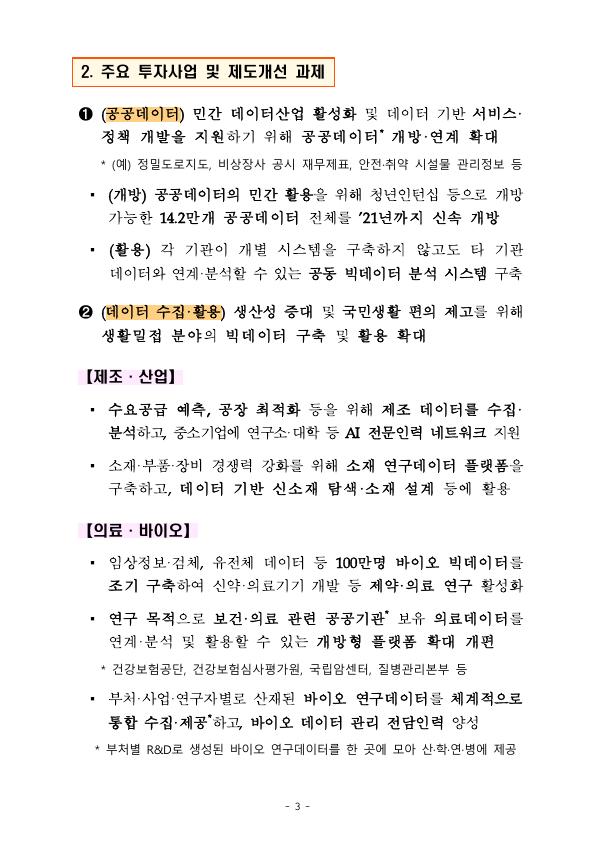 2. 주요 투자사업 및 제도개선 과제
❶ (공공데이터) 민간 데이터산업 활성화 및 데이터 기반 서비스·
정책 개발을 지원하기 위해 공공데이터* 개방·연계 확대
* (예) 정밀도로지도, 비상장사 공시 재무제표, 안전·취약 시설물 관리정보 등
▪ (개방) 공공데이터의 민간 활용을 위해 청년인턴십 등으로 개방
가능한 14.2만개 공공데이터 전체를 ’21년까지 신속 개방
▪ (활용) 각 기관이 개별 시스템을 구축하지 않고도 타 기관
데이터와 연계·분석할 수 있는 공동 빅데이터 분석 시스템 구축
❷ (데이터 수집·활용) 생산성 증대 및 국민생활 편의 제고를 위해
생활밀접 분야의 빅데이터 구축 및 활용 확대
【제조 · 산업】
▪ 수요공급 예측, 공장 최적화 등을 위해 제조 데이터를 수집·
분석하고, 중소기업에 연구소·대학 등 AI 전문인력 네트워크 지원
▪ 소재·부품·장비 경쟁력 강화를 위해 소재 연구데이터 플랫폼을
구축하고, 데이터 기반 신소재 탐색·소재 설계 등에 활용
【의료 · 바이오】
▪ 임상정보·검체, 유전체 데이터 등 100만명 바이오 빅데이터를
조기 구축하여 신약·의료기기 개발 등 제약·의료 연구 활성화
▪ 연구 목적으로 보건·의료 관련 공공기관* 보유 의료데이터를
연계·분석 및 활용할 수 있는 개방형 플랫폼 확대 개편
* 건강보험공단, 건강보험심사평가원, 국립암센터, 질병관리본부 등
▪ 부처·사업·연구자별로 산재된 바이오 연구데이터를 체계적으로
통합 수집·제공*하고, 바이오 데이터 관리 전담인력 양성
* 부처별 R&D로 생성된 바이오 연구데이터를 한 곳에 모아 산·학·연·병에 제공
- 3 -